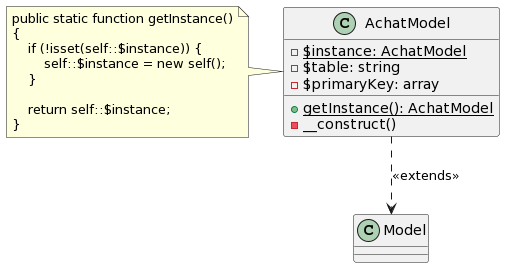 public static function getInstance()
{
if (!isset(self::$instance)) {
self::$instance = new self();
}
return self::$instance;
}
C AchatModel
$instance: AchatModel
$table: string
$primaryKey: array
getInstance(): AchatModel
__construct()
«extends»
C Model